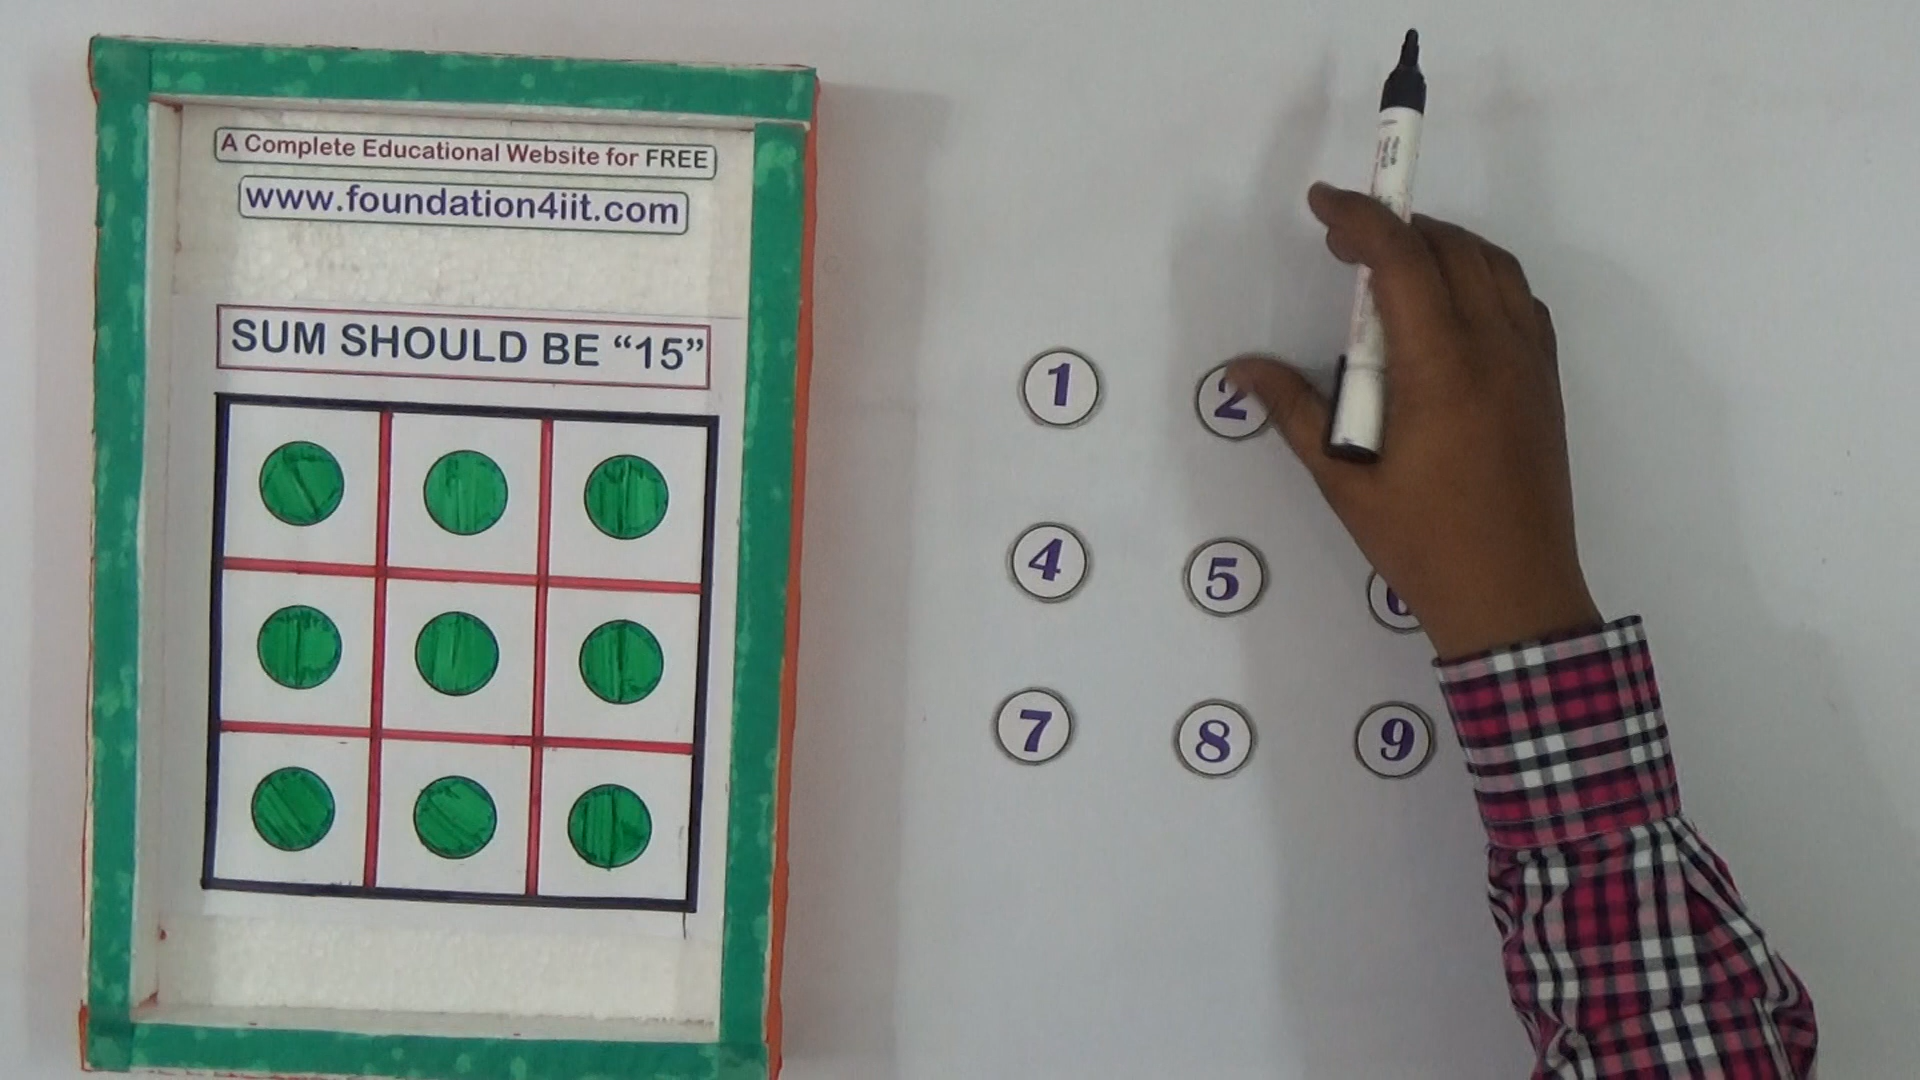 A Complete Educational Website for FREE
www.foundation4iit.com
SUM SHOULD BE “15”
1 2
4 5 6
7 8 9